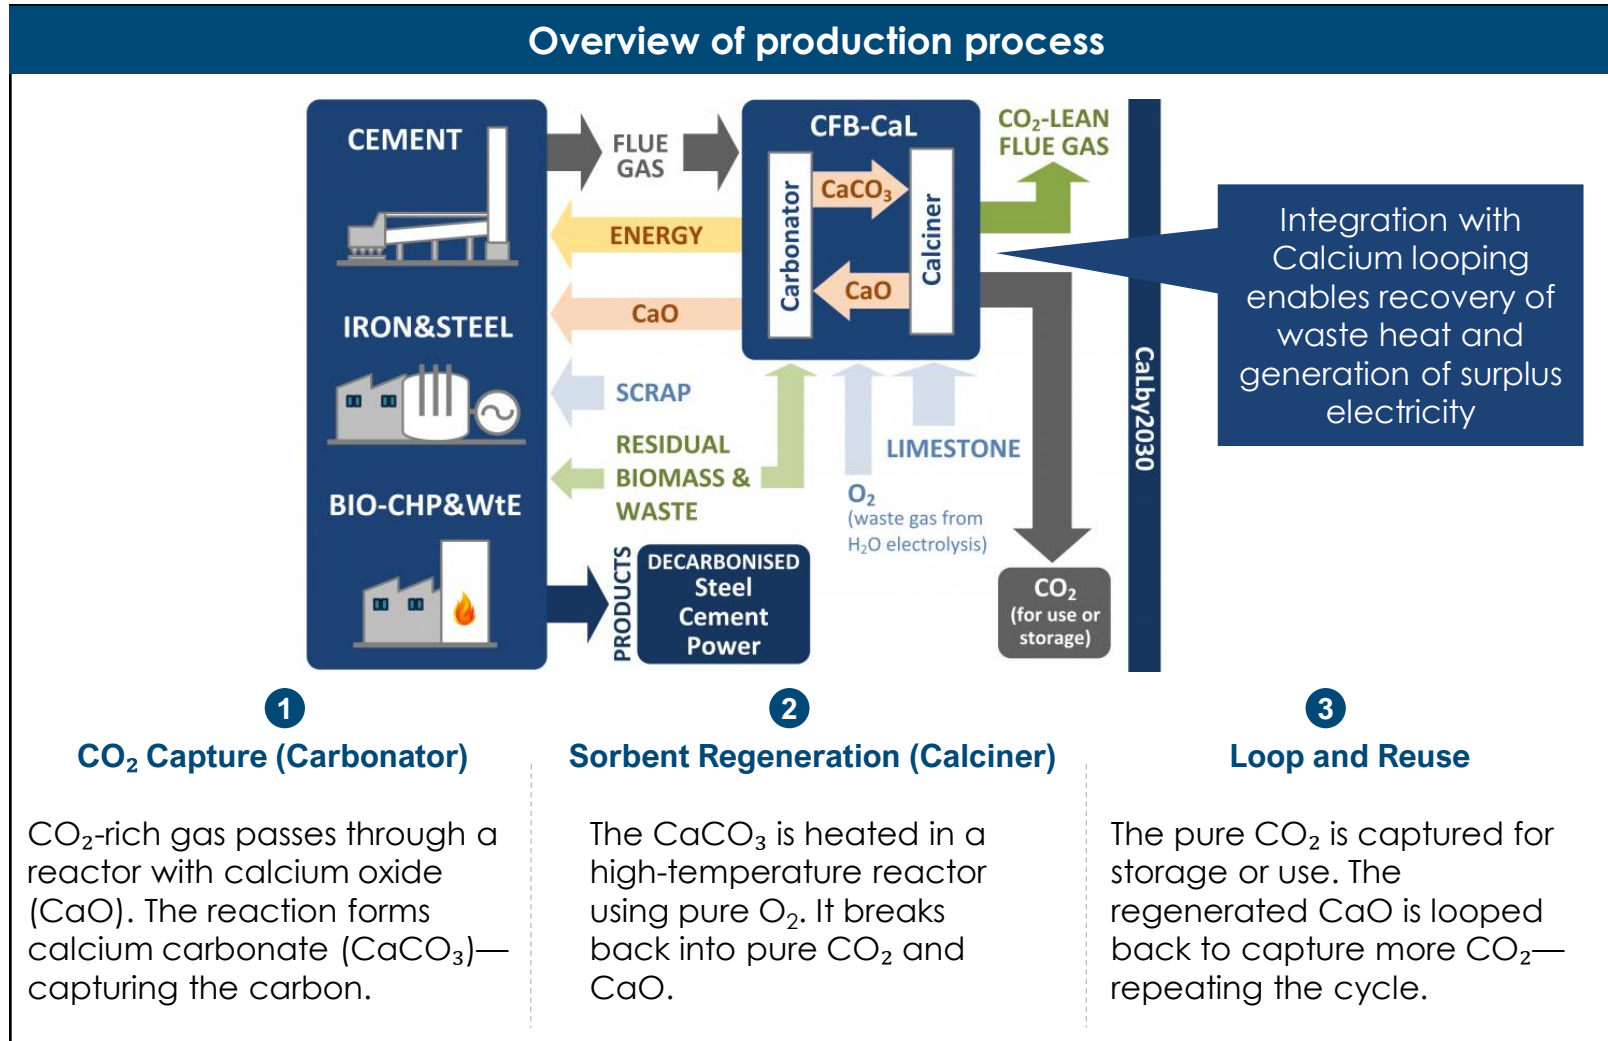 Overview of production process
CEMENT
IRON&STEEL
BIO-CHP&WtE
FLUE
GAS
ENERGY
CaO
SCRAP
RESIDUAL
BIOMASS &
WASTE
PRODUCTS
DECARBONISED
Steel
Cement
Power
CFB-CaL
Carbonator
CaCO₃
CaO
Calciner
LIMESTONE
O₂
(waste gas from
H₂O electrolysis)
CO₂-LEAN
FLUE GAS
CO₂
(for use or
storage)
CaLby2030
Integration with
Calcium looping
enables recovery of
waste heat and
generation of surplus
electricity
1
CO₂ Capture (Carbonator)
CO₂-rich gas passes through a
reactor with calcium oxide
(CaO). The reaction forms
calcium carbonate (CaCO₃)—
capturing the carbon.
2
Sorbent Regeneration (Calciner)
The CaCO₃ is heated in a
high-temperature reactor
using pure O₂. It breaks
back into pure CO₂ and
CaO.
3
Loop and Reuse
The pure CO₂ is captured for
storage or use. The
regenerated CaO is looped
back to capture more CO₂—
repeating the cycle.